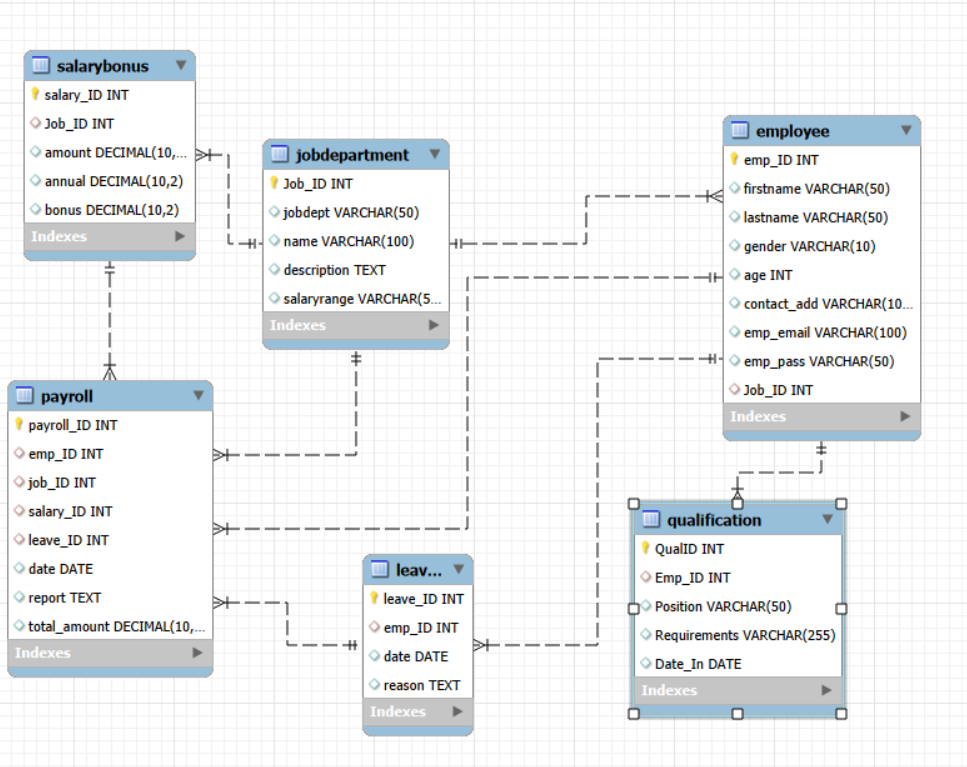 salarybonus
salary_ID INT
Job_ID INT
amount DECIMAL(10,...
annual DECIMAL(10,2)
bonus DECIMAL(10,2)
Indexes
jobdepartment
Job_ID INT
jobdept VARCHAR(50)
name VARCHAR(100)
description TEXT
salaryrange VARCHAR(5...
Indexes
employee
emp_ID INT
firstname VARCHAR(50)
lastname VARCHAR(50)
gender VARCHAR(10)
age INT
contact_add VARCHAR(10...
emp_email VARCHAR(100)
emp_pass VARCHAR(50)
Job_ID INT
Indexes
payroll
payroll_ID INT
emp_ID INT
job_ID INT
salary_ID INT
leave_ID INT
date DATE
report TEXT
total_amount DECIMAL(10,...
Indexes
leav...
leave_ID INT
emp_ID INT
date DATE
reason TEXT
Indexes
qualification
QualID INT
Emp_ID INT
Position VARCHAR(50)
Requirements VARCHAR(255)
Date_In DATE
Indexes